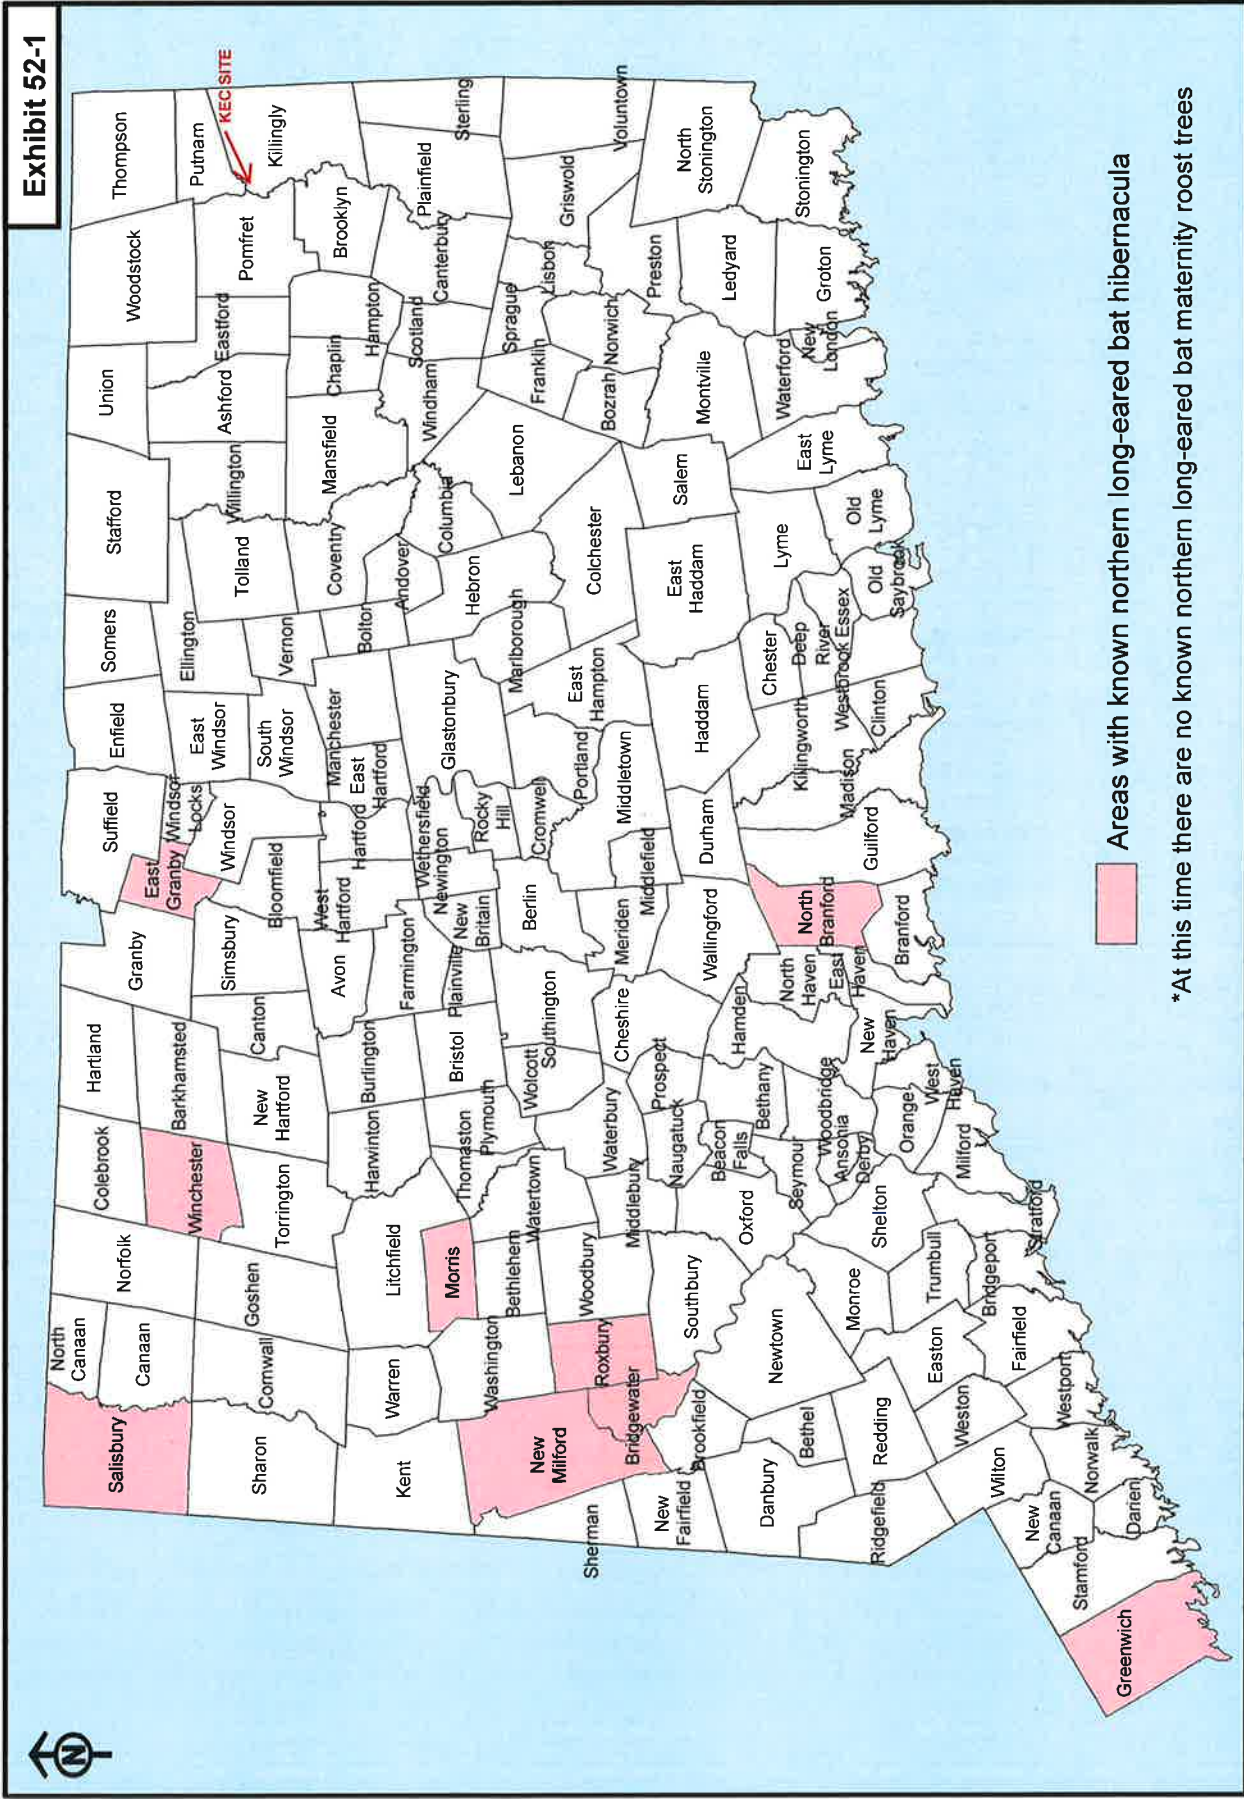 Exhibit 52-1
N
KEC SITE
Thompson
Putnam
Killingly
Sterling
Voluntown
North
Stonington
Stonington
Woodstock
Pomfret
Brooklyn
Plainfield
Canterbury
Griswold
Lisbon
Preston
Ledyard
Groton
Eastford
Hampton
Scotland
Sprague
Norwich
New
London
Union
Ashford
Chaplin
Windham
Franklin
Bozrah
Montville
Waterford
Stafford
Willington
Mansfield
Columbia
Lebanon
Salem
East
Lyme
Tolland
Coventry
Andover
Hebron
Colchester
East
Haddam
Lyme
Old
Lyme
Somers
Ellington
Vernon
Bolton
Marlborough
East
Hampton
Chester
Deep
River
Essex
Old
Saybrook
Westbrook
Enfield
East
Windsor
South
Windsor
Manchester
East
Hartford
Glastonbury
Portland
Middletown
Haddam
Killingworth
Clinton
Madison
Suffield
Windsor
Locks
Windsor
Hartford
Wethersfield
Rocky
Hill
Cromwell
Middlefield
Durham
Guilford
East
Granby
Bloomfield
West
Hartford
Newington
New
Britain
Berlin
Meriden
Wallingford
North
Branford
Branford
Granby
Simsbury
Avon
Farmington
Plainville
Southington
Cheshire
Hamden
North
Haven
East
Haven
New
Haven
Hartland
Barkhamsted
Canton
New
Hartford
Burlington
Bristol
Wolcott
Plymouth
Prospect
Bethany
Woodbridge
West
Haven
Orange
Colebrook
Winchester
Torrington
Harwinton
Thomaston
Watertown
Waterbury
Naugatuck
Middlebury
Beacon
Falls
Seymour
Ansonia
Derby
Milford
Norfolk
Goshen
Litchfield
Morris
Bethlehem
Woodbury
Southbury
Oxford
Shelton
Stratford
North
Canaan
Canaan
Cornwall
Warren
Washington
Roxbury
Bridgewater
Newtown
Monroe
Trumbull
Bridgeport
Easton
Fairfield
Salisbury
Sharon
Kent
New
Milford
Brookfield
Bethel
Redding
Weston
Westport
Sherman
New
Fairfield
Danbury
Ridgefield
Wilton
Norwalk
New
Canaan
Darien
Stamford
Greenwich
Areas with known northern long-eared bat hibernacula
*At this time there are no known northern long-eared bat maternity roost trees